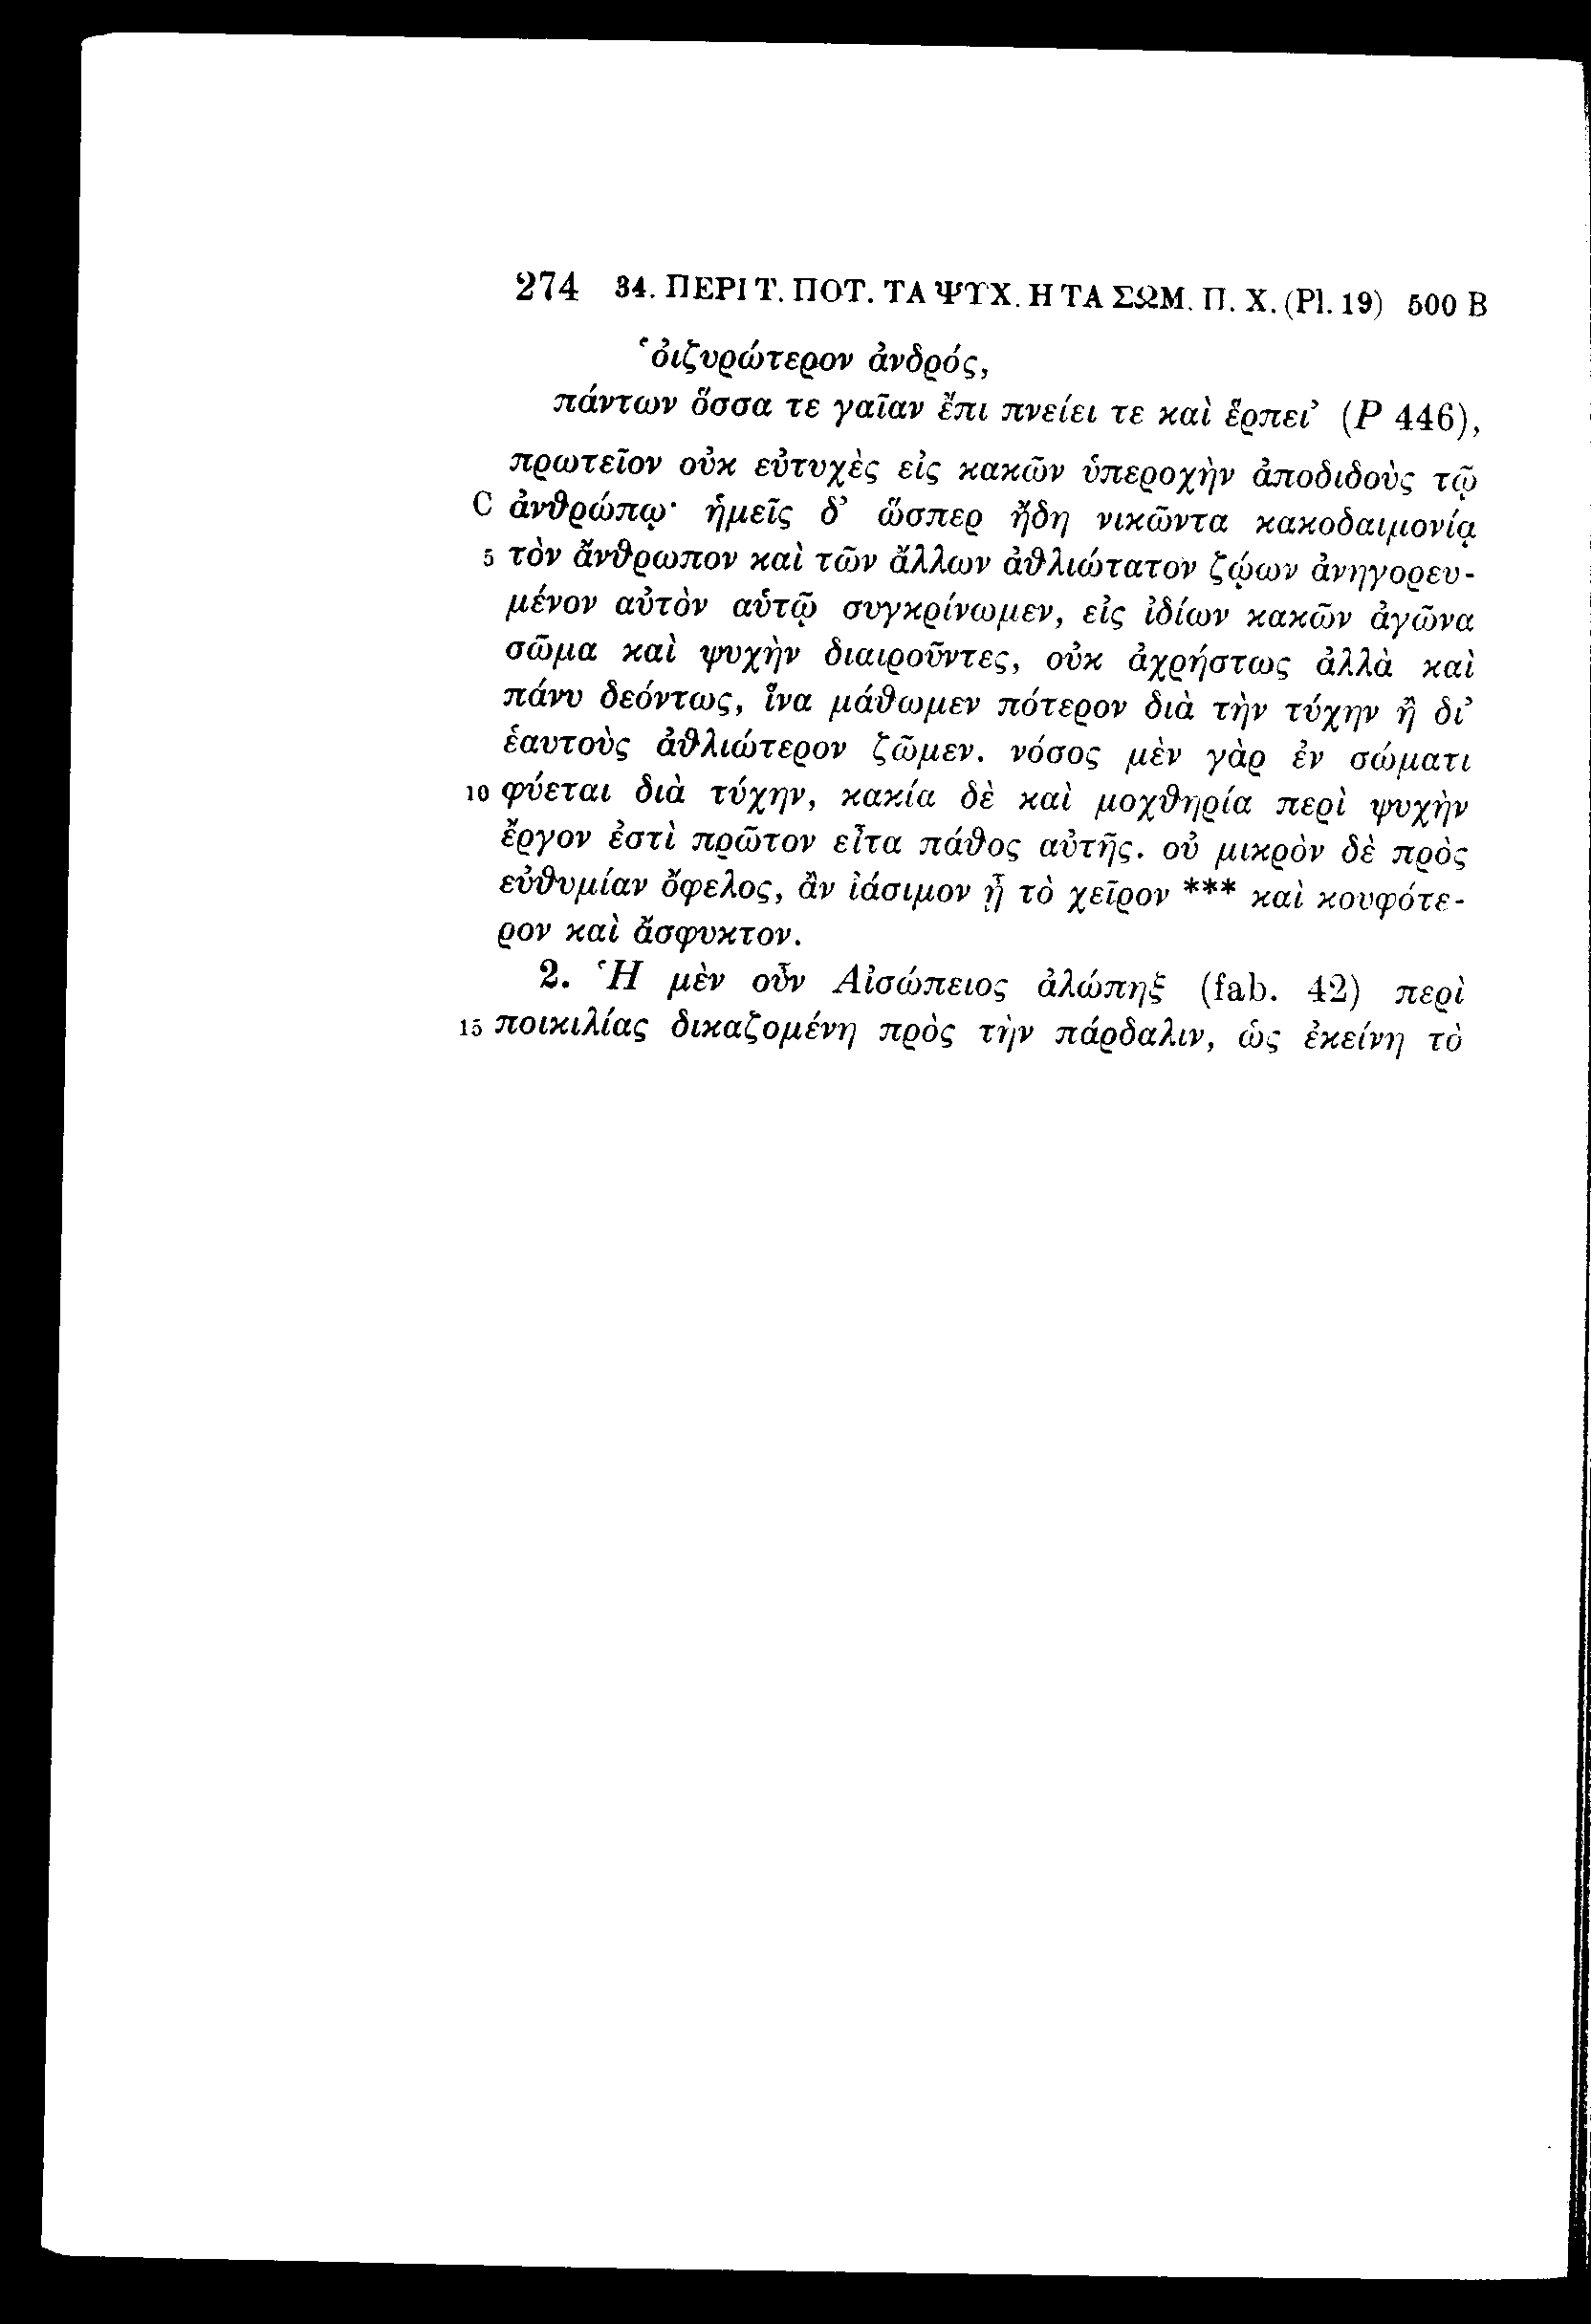 274 34. ΠΕΡΙ Τ. ΠΟΤ. ΤΑ ΨΥΧ. Η ΤΑ ΣΩΜ. Π. Χ. (Pl. 19) 500 B
‘ὀιζυρώτερον ἀνδρός,
πάντων ὅσσα τε γαῖαν ἔπι πνείει τε καὶ ἕρπει’ (P 446),
πρωτεῖον οὐκ εὐτυχὲς εἰς κακῶν ὑπεροχὴν ἀποδιδοὺς τῷ
C ἀνθρώπῳ· ἡμεῖς δ’ ὥσπερ ἤδη νικῶντα κακοδαιμονίᾳ
5 τὸν ἄνθρωπον καὶ τῶν ἄλλων ἀθλιώτατον ζῴων ἀνηγορευ-
μένον αὐτὸν αὑτῷ συγκρίνωμεν, εἰς ἰδίων κακῶν ἀγῶνα
σῶμα καὶ ψυχὴν διαιροῦντες, οὐκ ἀχρήστως ἀλλὰ καὶ
πάνυ δεόντως, ἵνα μάθωμεν πότερον διὰ τὴν τύχην ἢ δι’
ἑαυτοὺς ἀθλιώτερον ζῶμεν. νόσος μὲν γὰρ ἐν σώματι
10 φύεται διὰ τύχην, κακία δὲ καὶ μοχθηρία περὶ ψυχὴν
ἔργον ἐστὶ πρῶτον εἶτα πάθος αὐτῆς. οὐ μικρὸν δὲ πρὸς
εὐθυμίαν ὄφελος, ἂν ἰάσιμον ᾖ τὸ χεῖρον *** καὶ κουφότε-
ρον καὶ ἄσφυκτον.
2. Ἡ μὲν οὖν Αἰσώπειος ἀλώπηξ (fab. 42) περὶ
15 ποικιλίας δικαζομένη πρὸς τὴν πάρδαλιν, ὡς ἐκείνη τὸ